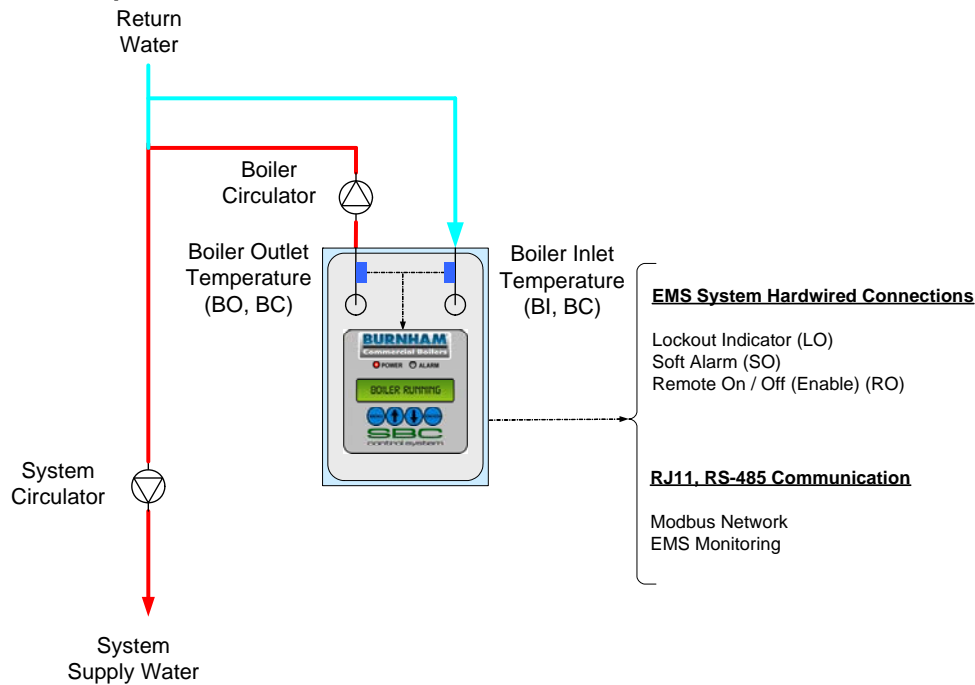 Return
Water
Boiler
Circulator
Boiler Outlet
Temperature
(BO, BC)
Boiler Inlet
Temperature
(BI, BC)
EMS System Hardwired Connections
Lockout Indicator (LO)
Soft Alarm (SO)
Remote On / Off (Enable) (RO)
BURNHAM
Commercial Boilers
POWER ALARM
BOILER RUNNING
SBC
control system
System
Circulator
RJ11, RS-485 Communication
Modbus Network
EMS Monitoring
System
Supply Water